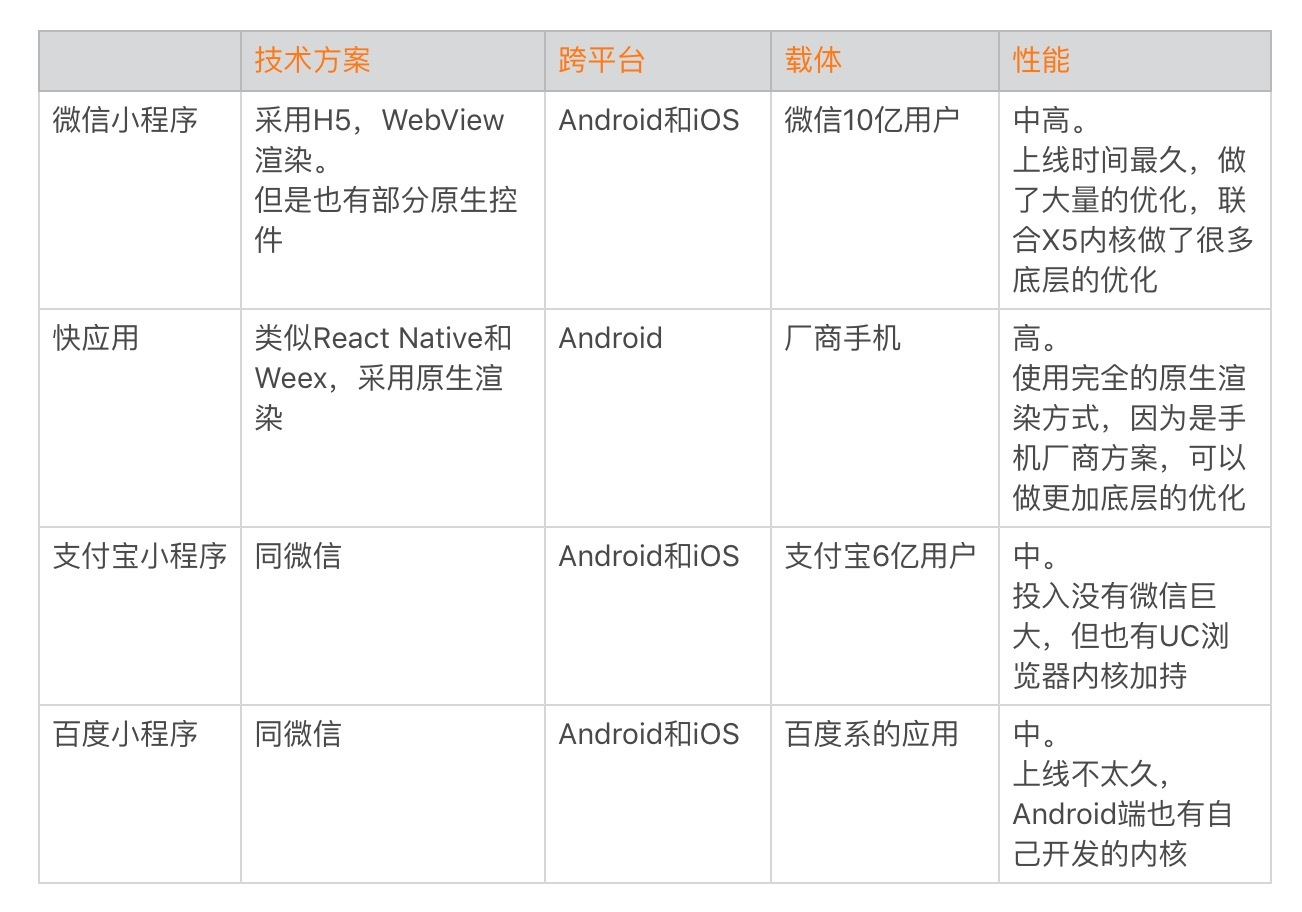 技术方案 跨平台 载体 性能
微信小程序 采用H5，WebView Android和iOS 微信10亿用户 中高。
渲染。 上线时间最久，做
但是也有部分原生控 了大量的优化，联
件 合X5内核做了很多
底层的优化
快应用 类似React Native和 Android 厂商手机 高。
Weex，采用原生渲 使用完全的原生渲
染 染方式，因为是手
机厂商方案，可以
做更加底层的优化
支付宝小程序 同微信 Android和iOS 支付宝6亿用户 中。
投入没有微信巨
大，但也有UC浏
览器内核加持
百度小程序 同微信 Android和iOS 百度系的应用 中。
上线不太久，
Android端也有自
己开发的内核